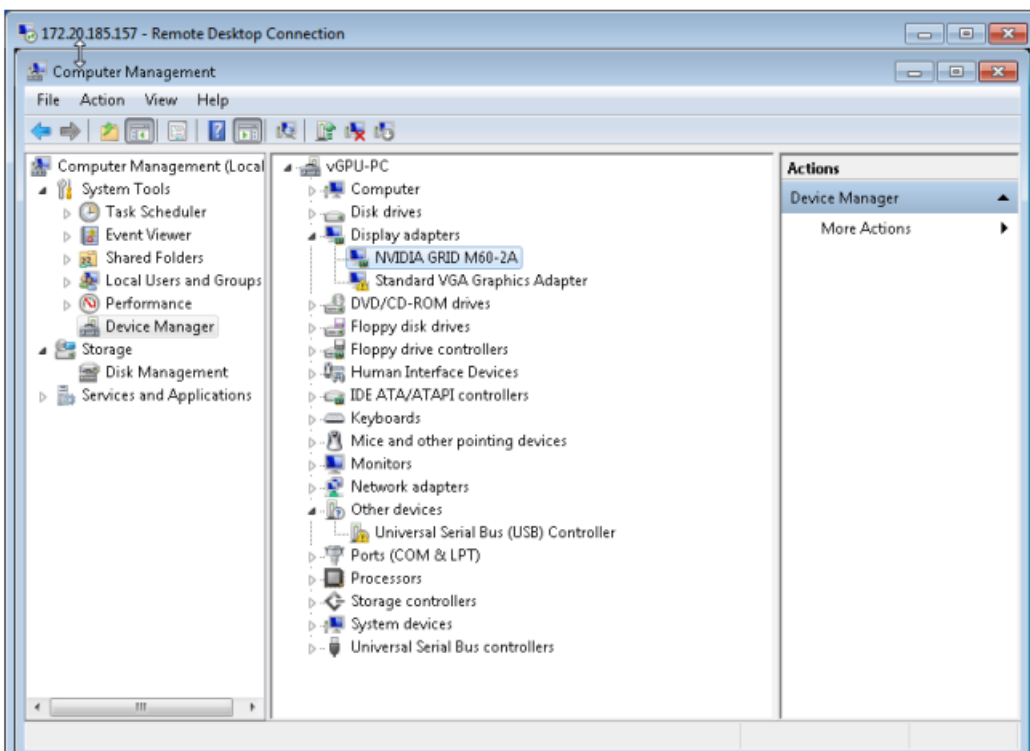 172.20.185.157 - Remote Desktop Connection
Computer Management
File Action View Help
Computer Management (Local
System Tools
Task Scheduler
Event Viewer
Shared Folders
Local Users and Groups
Performance
Device Manager
Storage
Disk Management
Services and Applications
vGPU-PC
Computer
Disk drives
Display adapters
NVIDIA GRID M60-2A
Standard VGA Graphics Adapter
DVD/CD-ROM drives
Floppy disk drives
Floppy drive controllers
Human Interface Devices
IDE ATA/ATAPI controllers
Keyboards
Mice and other pointing devices
Monitors
Network adapters
Other devices
Universal Serial Bus (USB) Controller
Ports (COM & LPT)
Processors
Storage controllers
System devices
Universal Serial Bus controllers
Actions
Device Manager
More Actions